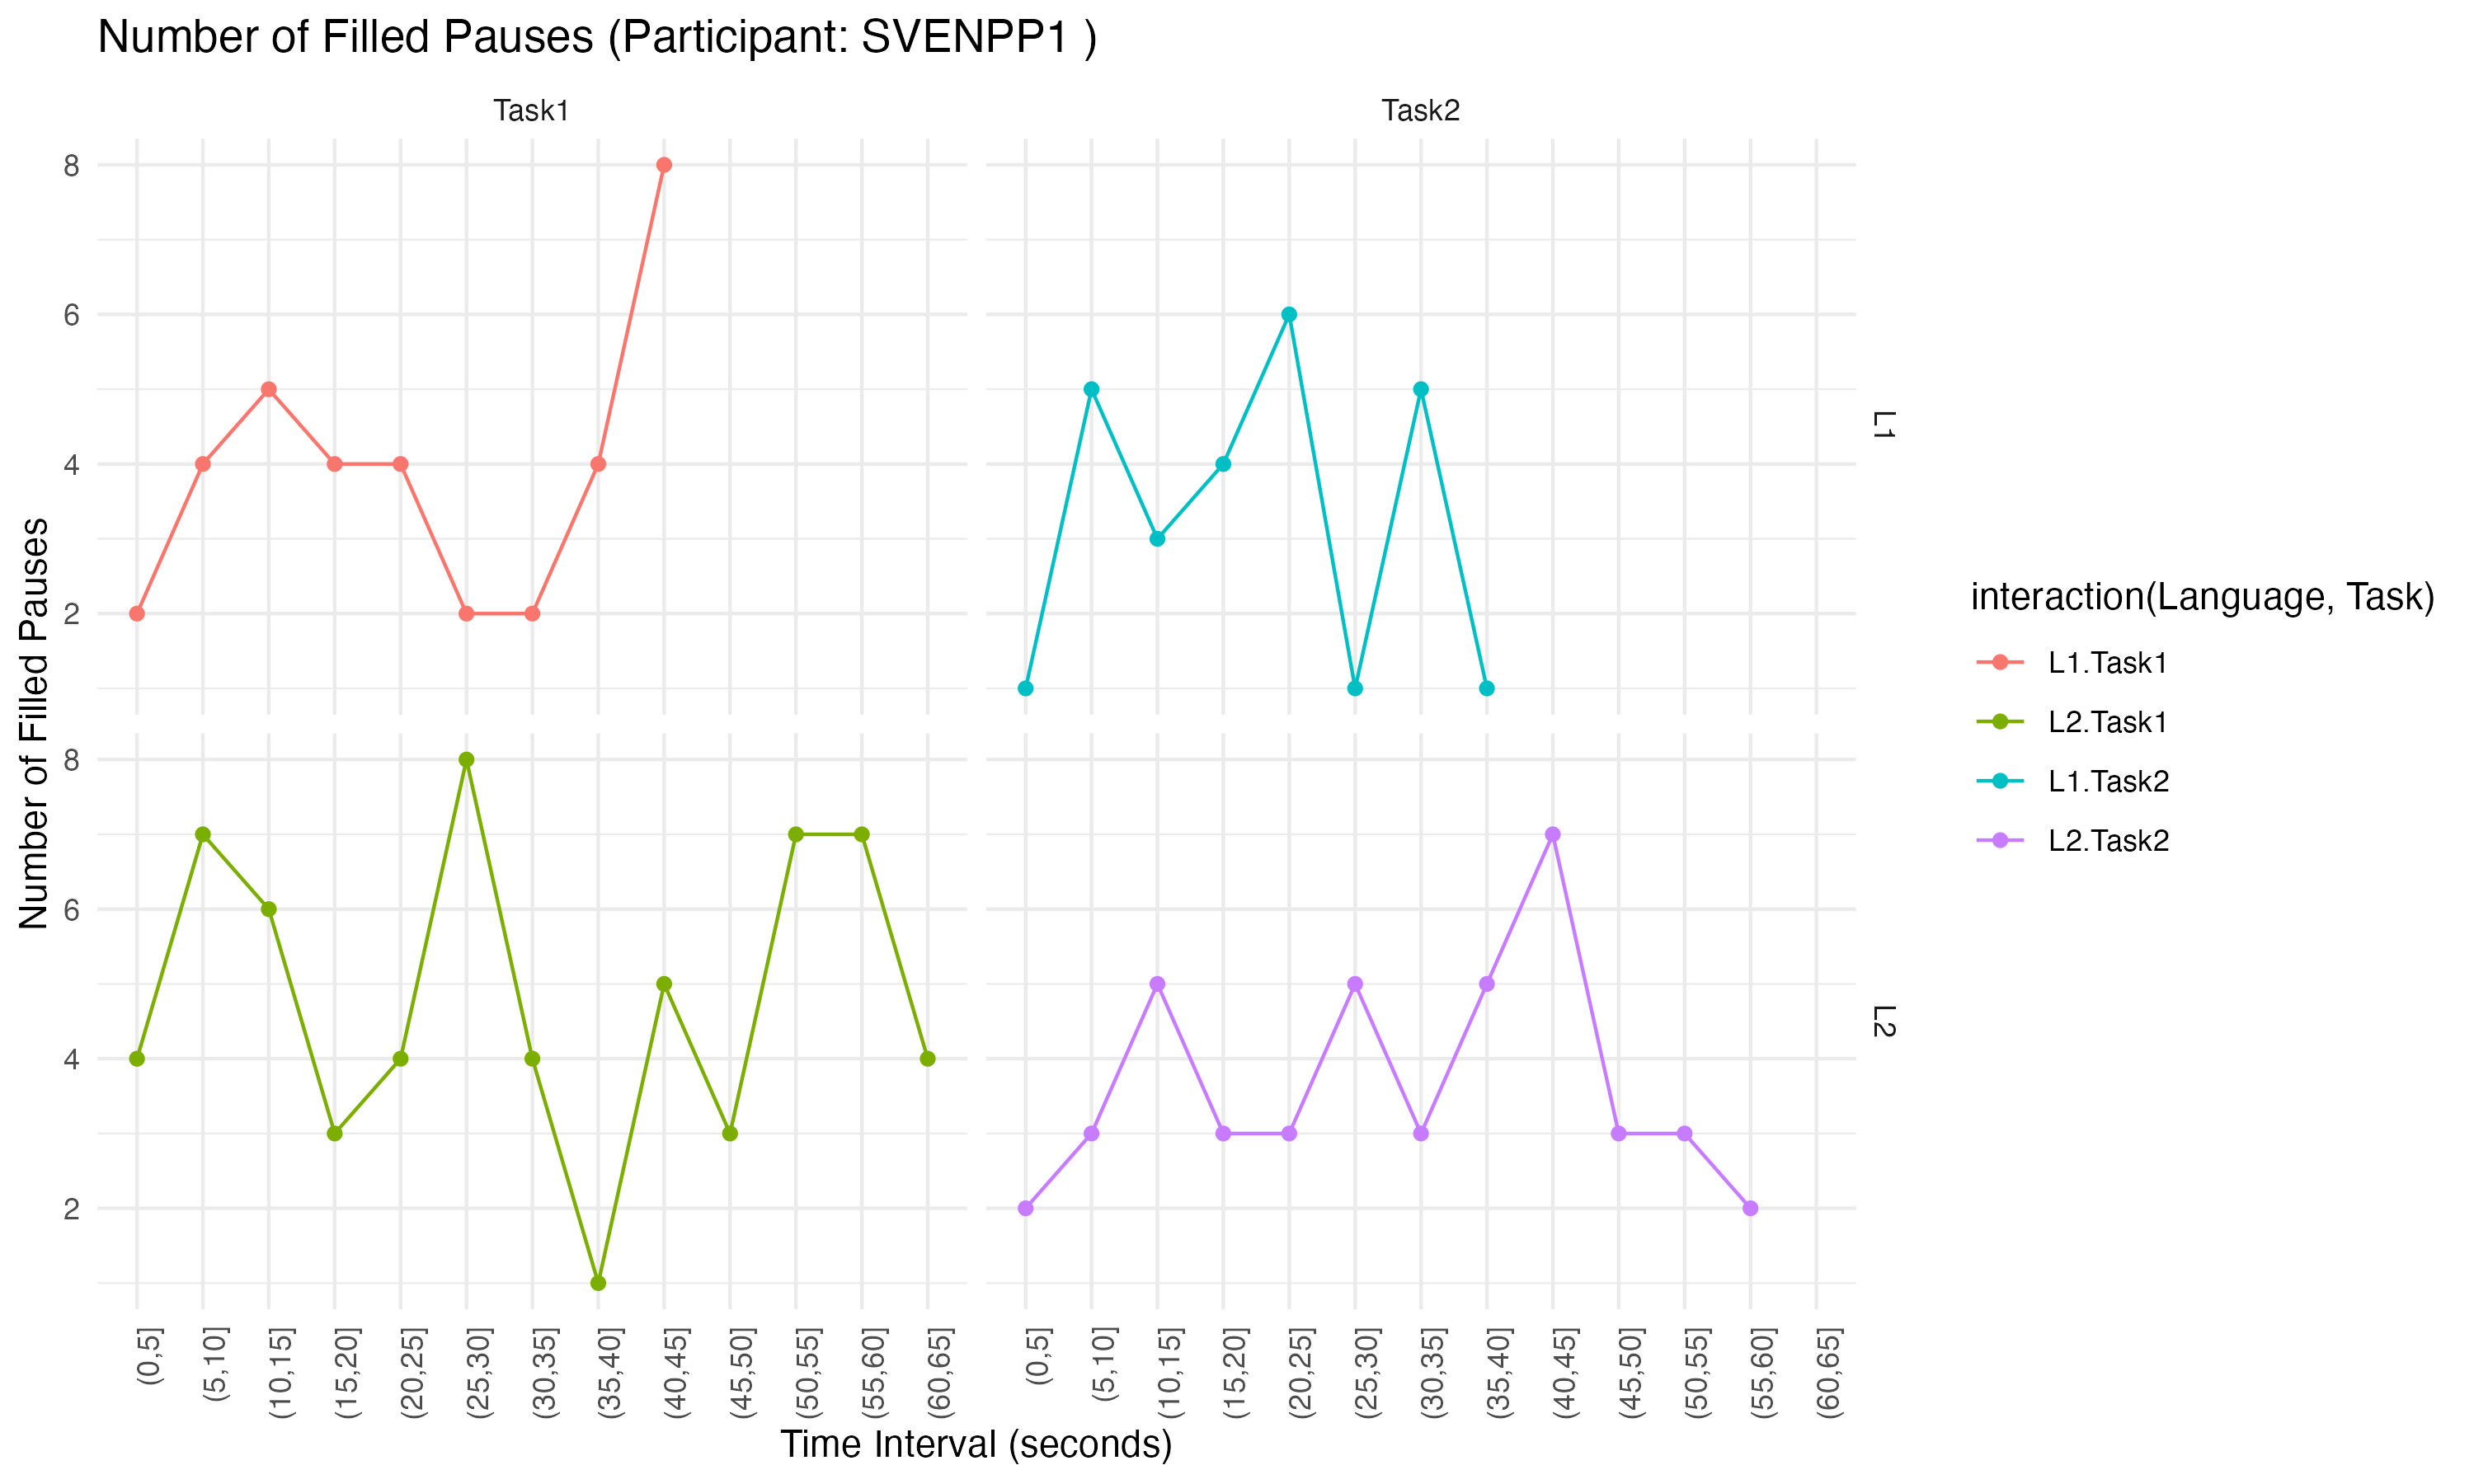 Number of Filled Pauses (Participant: SVENPP1 )
Task1
Task2
8
6
4
2
L1
8
6
4
2
L2
Number of Filled Pauses
(0,5]
(5,10]
(10,15]
(15,20]
(20,25]
(25,30]
(30,35]
(35,40]
(40,45]
(45,50]
(50,55]
(55,60]
(60,65]
(0,5]
(5,10]
(10,15]
(15,20]
(20,25]
(25,30]
(30,35]
(35,40]
(40,45]
(45,50]
(50,55]
(55,60]
(60,65]
Time Interval (seconds)
interaction(Language, Task)
L1.Task1
L2.Task1
L1.Task2
L2.Task2